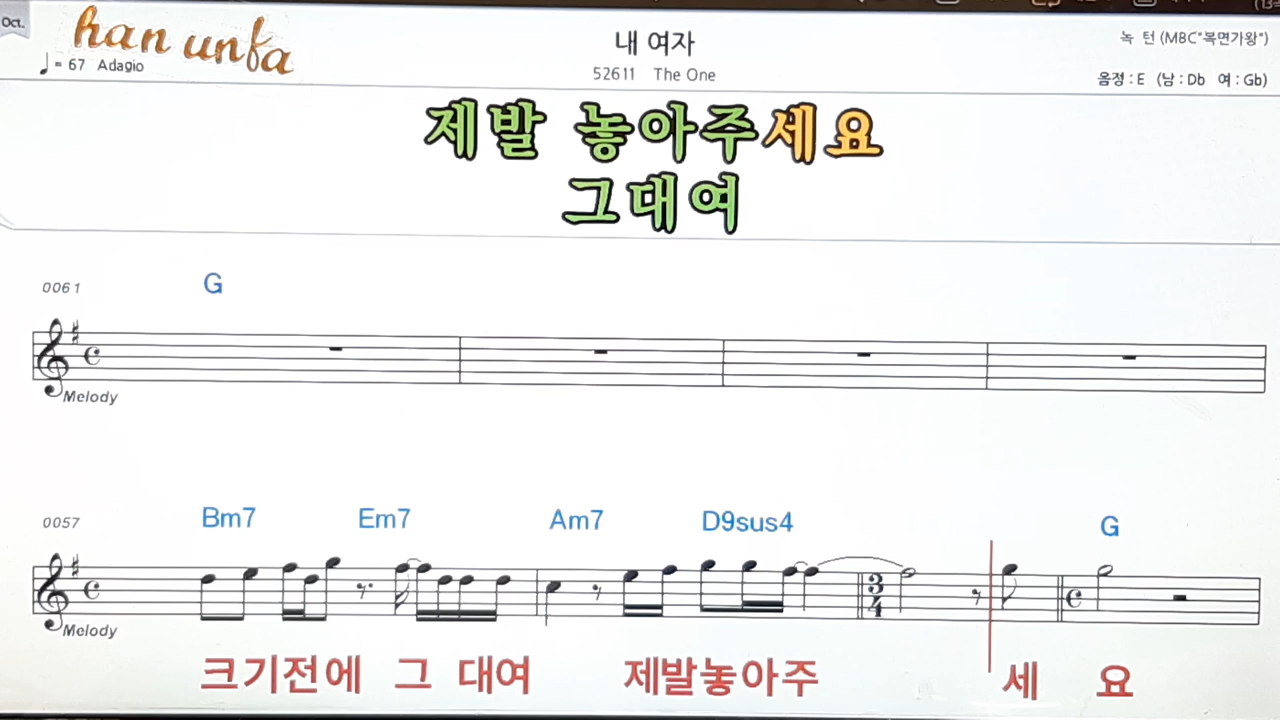 Oct.
han unfa
♩= 67 Adagio
내 여자
52611 The One
녹 턴 (MBC"복면가왕")
음정 : E (남 : Db 여 : Gb)
제발 놓아주세요
그대여
0061
G
Melody
0057
Bm7 Em7 Am7 D9sus4 G
3
4
Melody
크기전에 그 대여 제발놓아주 세 요